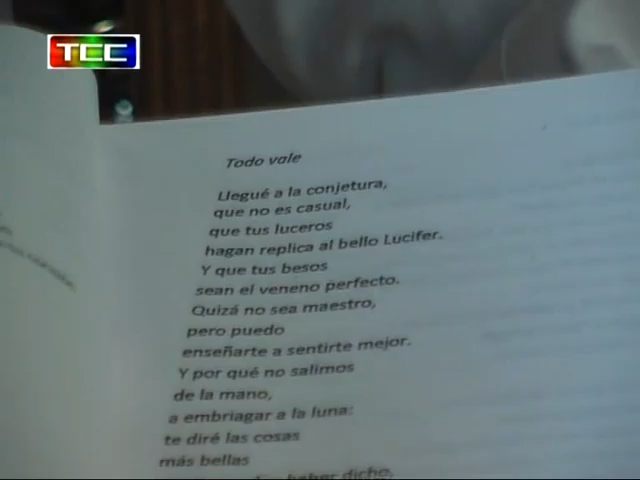 TCC
Todo vale
Llegué a la conjetura,
que no es casual,
que tus luceros
hagan replica al bello Lucifer.
Y que tus besos
sean el veneno perfecto.
Quizá no sea maestro,
pero puedo
enseñarte a sentirte mejor.
Y por qué no salimos
de la mano,
a embriagar a la luna:
te diré las cosas
más bellas
haber dicho,